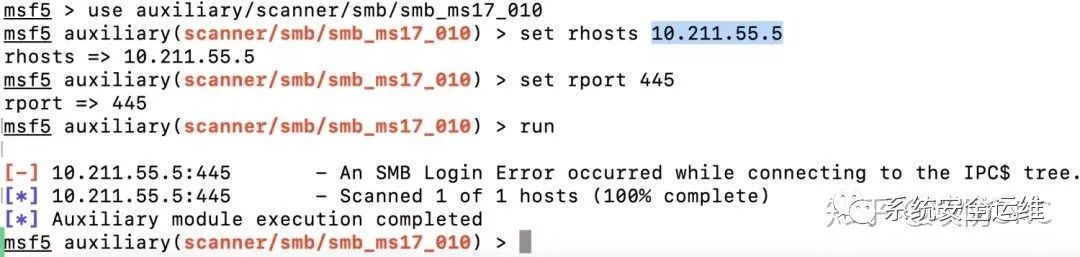 msf5 > use auxiliary/scanner/smb/smb_ms17_010
msf5 auxiliary(scanner/smb/smb_ms17_010) > set rhosts 10.211.55.5
rhosts => 10.211.55.5
msf5 auxiliary(scanner/smb/smb_ms17_010) > set rport 445
rport => 445
msf5 auxiliary(scanner/smb/smb_ms17_010) > run
[-] 10.211.55.5:445 - An SMB Login Error occurred while connecting to the IPC$ tree.
[*] 10.211.55.5:445 - Scanned 1 of 1 hosts (100% complete)
[*] Auxiliary module execution completed
msf5 auxiliary(scanner/smb/smb_ms17_010) >
系统安全运维